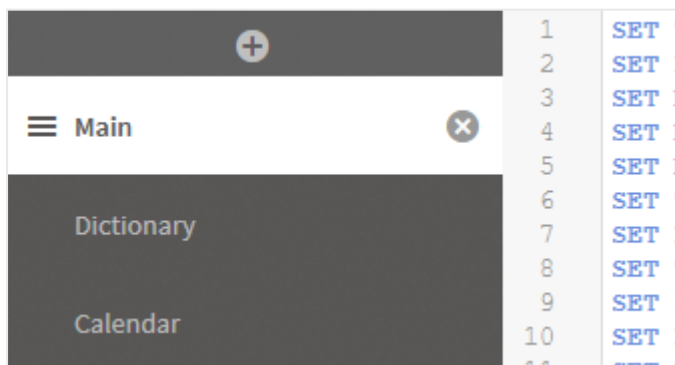 Main
Dictionary
Calendar
1 SET
2 SET
3 SET
4 SET
5 SET
6 SET
7 SET
8 SET
9 SET
10 SET